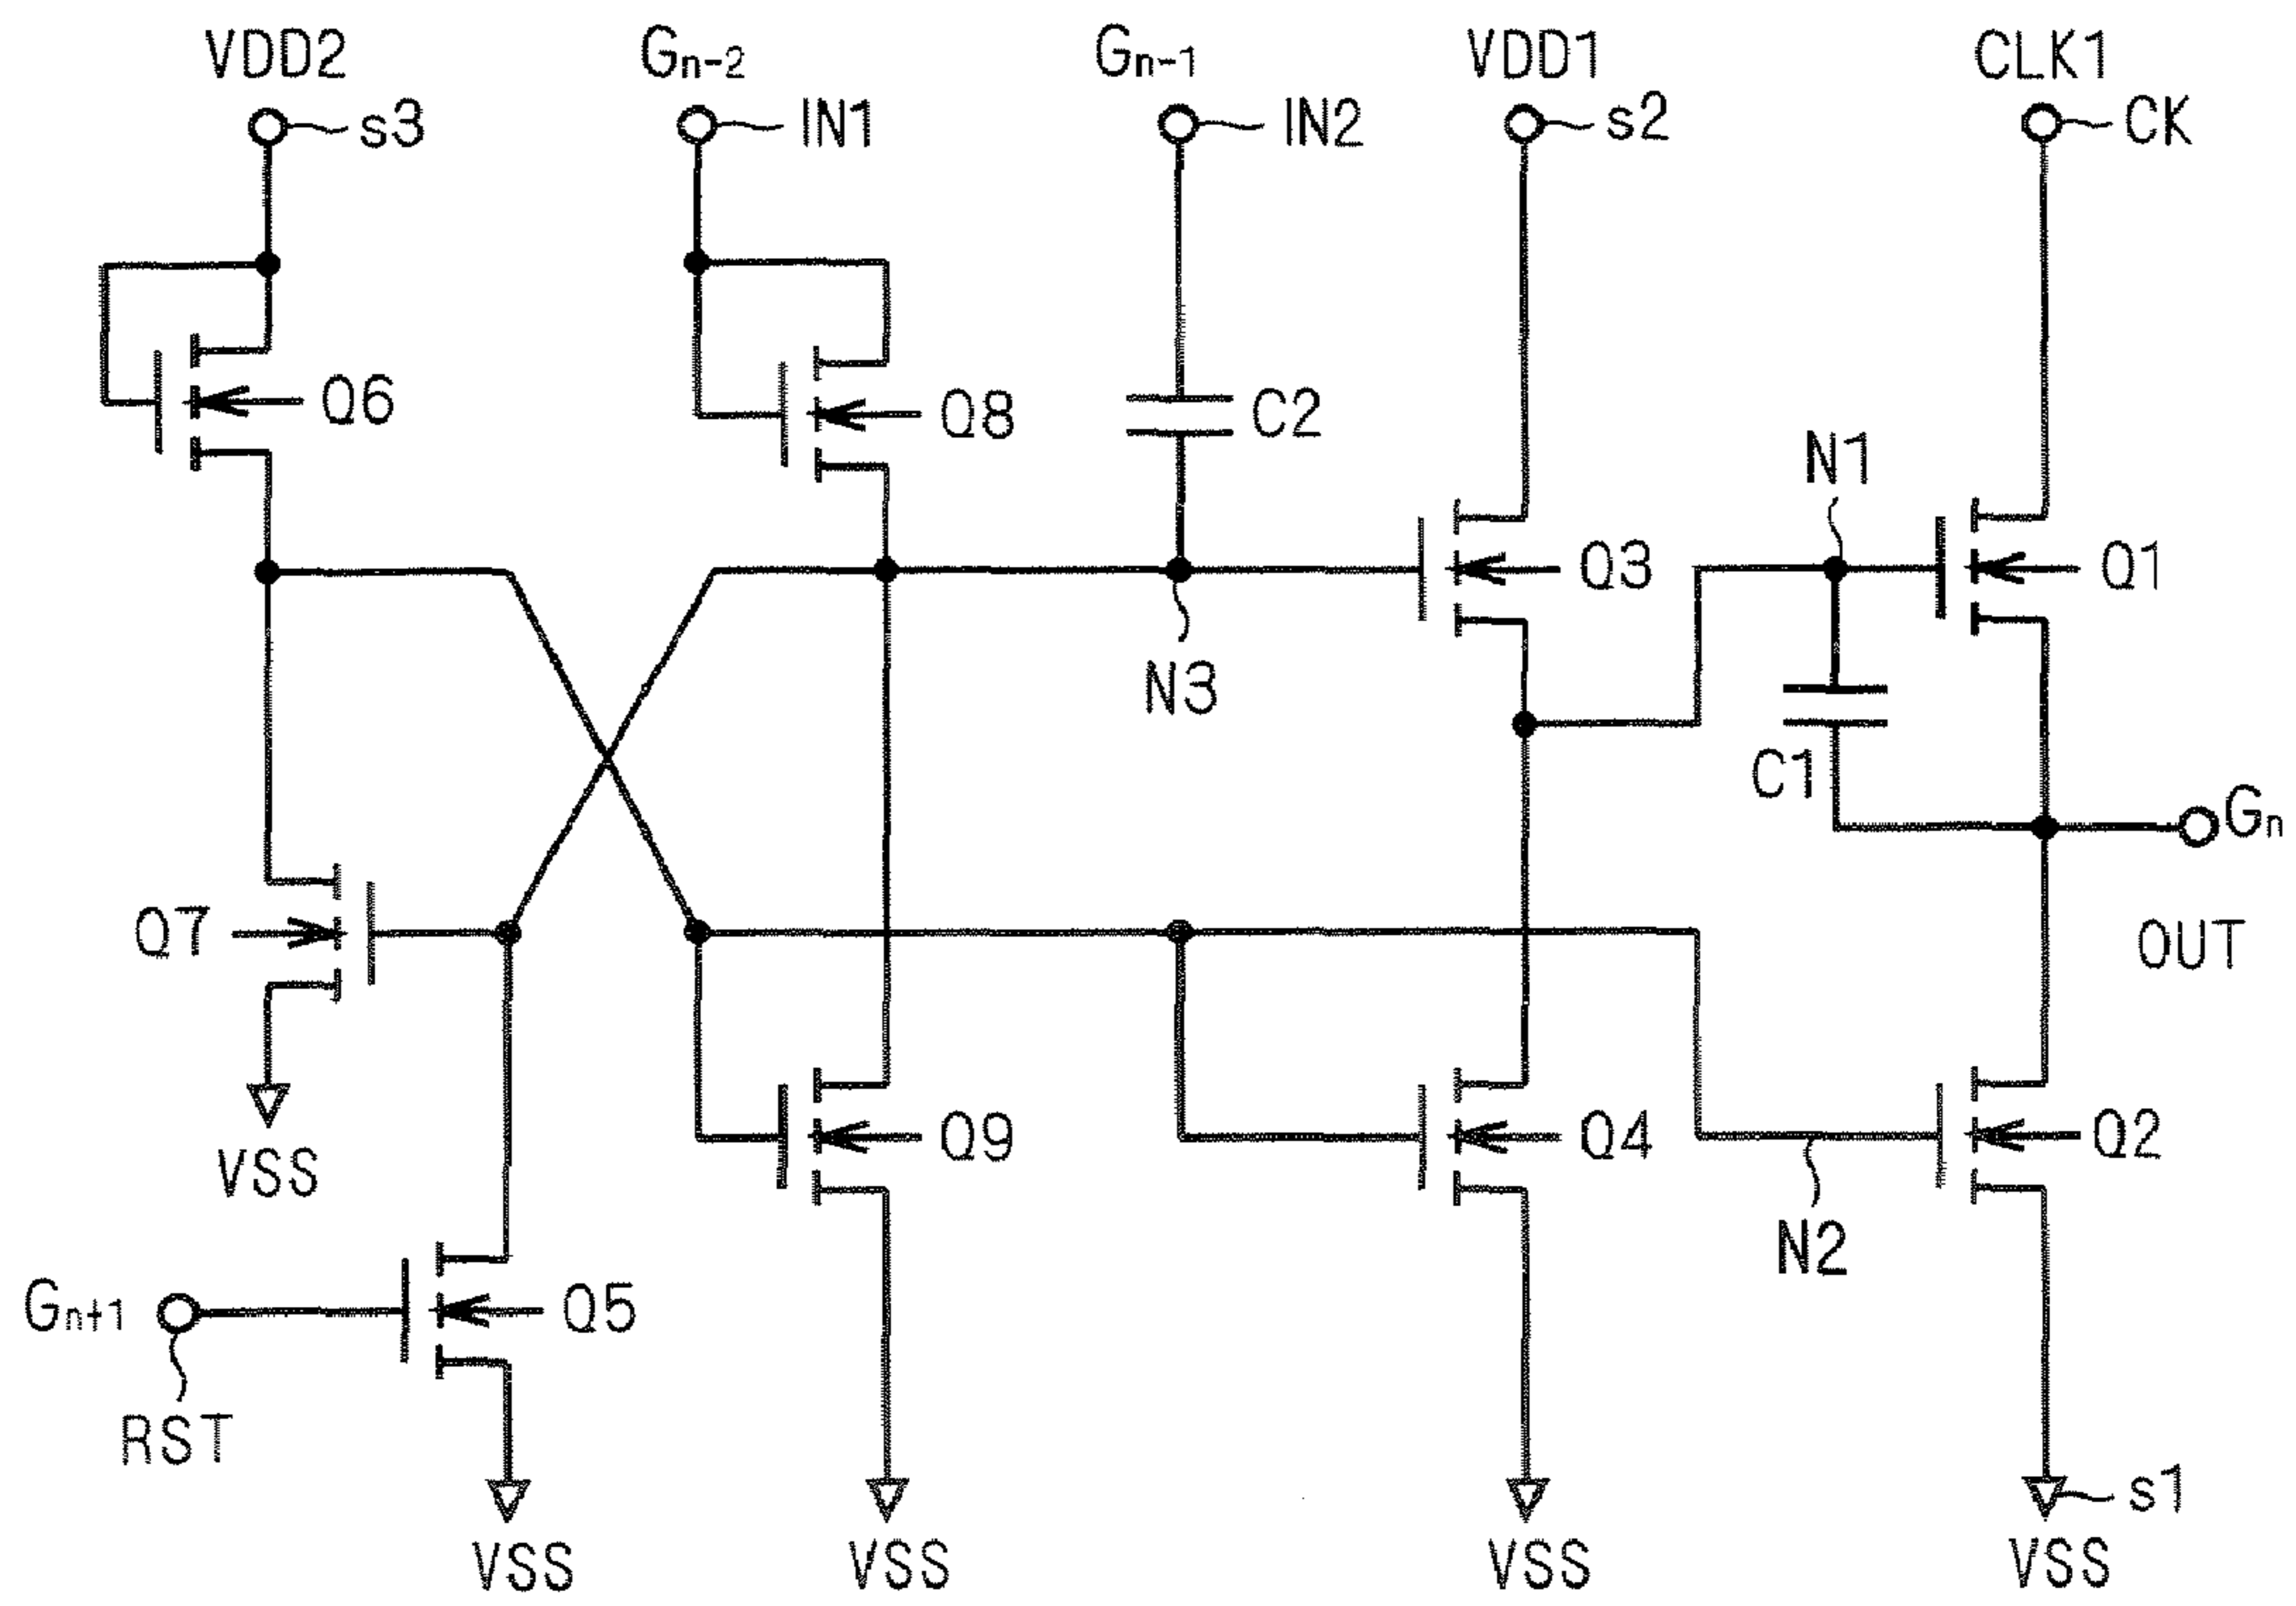 VDD2
Gn-2
Gn-1
VDD1
CLK1
s3
IN1
IN2
s2
CK
Q6
Q8
C2
N1
Q3
Q1
N3
C1
Gn
Q7
OUT
Q9
Q4
Q2
VSS
N2
Gn+1
Q5
RST
s1
VSS
VSS
VSS
VSS